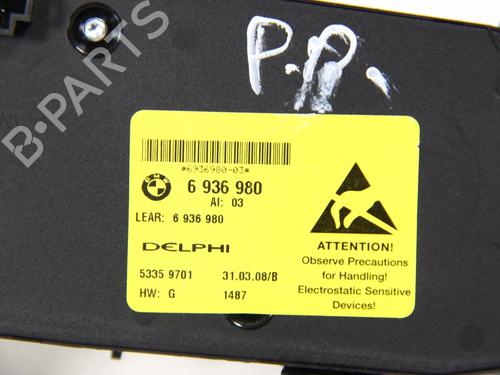 P.P.
B-PARTS
*6936980-03*
BMW
6 936 980
AI: 03
LEAR: 6 936 980
DELPHI
5335 9701 31.03.08/B
HW: G 1487
ATTENTION!
Observe Precautions
for Handling!
Electrostatic Sensitive
Devices!